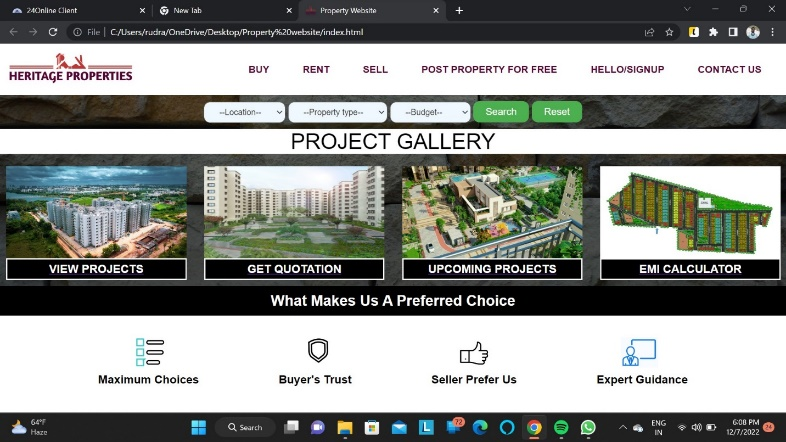 24Online Client
New Tab
Property Website
File
C:/Users/rudra/OneDrive/Desktop/Property%20website/index.html
HERITAGE PROPERTIES
BUY RENT SELL POST PROPERTY FOR FREE HELLO/SIGNUP CONTACT US
--Location-- --Property type-- --Budget-- Search Reset
PROJECT GALLERY
VIEW PROJECTS GET QUOTATION UPCOMING PROJECTS EMI CALCULATOR
What Makes Us A Preferred Choice
Maximum Choices Buyer's Trust Seller Prefer Us Expert Guidance
64°F
Haze
Search
L
72
ENG
IN
6:08 PM
12/7/2022